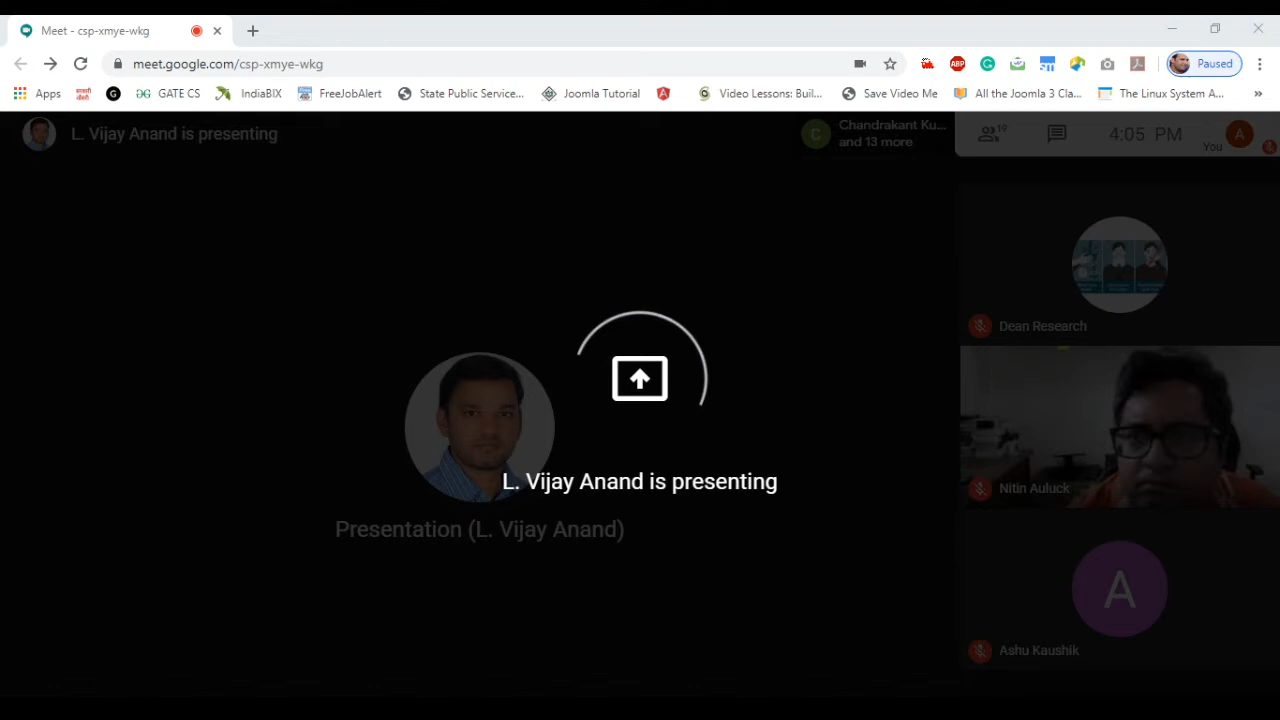 Meet - csp-xmye-wkg
meet.google.com/csp-xmye-wkg
ABP
Paused
Apps
G
GATE CS
IndiaBIX
FreeJobAlert
State Public Service...
Joomla Tutorial
Video Lessons: Buil...
Save Video Me
All the Joomla 3 Cla...
The Linux System A...
L. Vijay Anand is presenting
C
Chandrakant Ku...
and 13 more
19
4:05 PM
You
A
Dean Research
Nitin Auluck
L. Vijay Anand is presenting
Presentation (L. Vijay Anand)
A
Ashu Kaushik